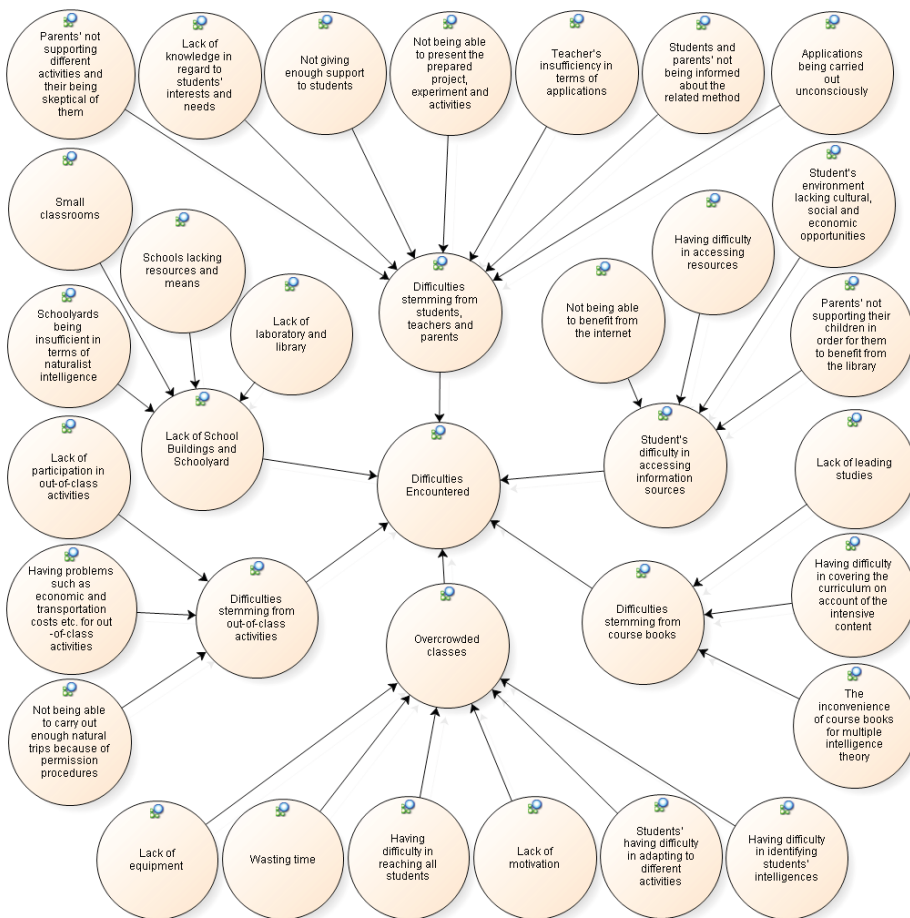 Parents' not
supporting
different
activities and
their being
skeptical of
them
Lack of
knowledge in
regard to
students'
interests and
needs
Not giving
enough support
to students
Not being able
to present the
prepared
project,
experiment and
activities
Teacher's
insufficiency in
terms of
applications
Students and
parents' not
being informed
about the
related method
Applications
being carried
out
unconsciously
Small
classrooms
Schools lacking
resources and
means
Schoolyards
being
insufficient in
terms of
naturalist
intelligence
Lack of
laboratory and
library
Difficulties
stemming from
students,
teachers and
parents
Not being able
to benefit from
the internet
Having difficulty
in accessing
resources
Student's
environment
lacking cultural,
social and
economic
opportunities
Parents' not
supporting their
children in
order for them
to benefit from
the library
Lack of School
Buildings and
Schoolyard
Difficulties
Encountered
Student's
difficulty in
accessing
information
sources
Lack of
participation in
out-of-class
activities
Having problems
such as
economic and
transportation
costs etc. for out
-of-class
activities
Not being able
to carry out
enough natural
trips because of
permission
procedures
Difficulties
stemming from
out-of-class
activities
Overcrowded
classes
Difficulties
stemming from
course books
Lack of leading
studies
Having difficulty
in covering the
curriculum on
account of the
intensive
content
The
inconvenience
of course books
for multiple
intelligence
theory
Lack of
equipment
Wasting time
Having
difficulty in
reaching all
students
Lack of
motivation
Students'
having difficulty
in adapting to
different
activities
Having difficulty
in identifying
students'
intelligences